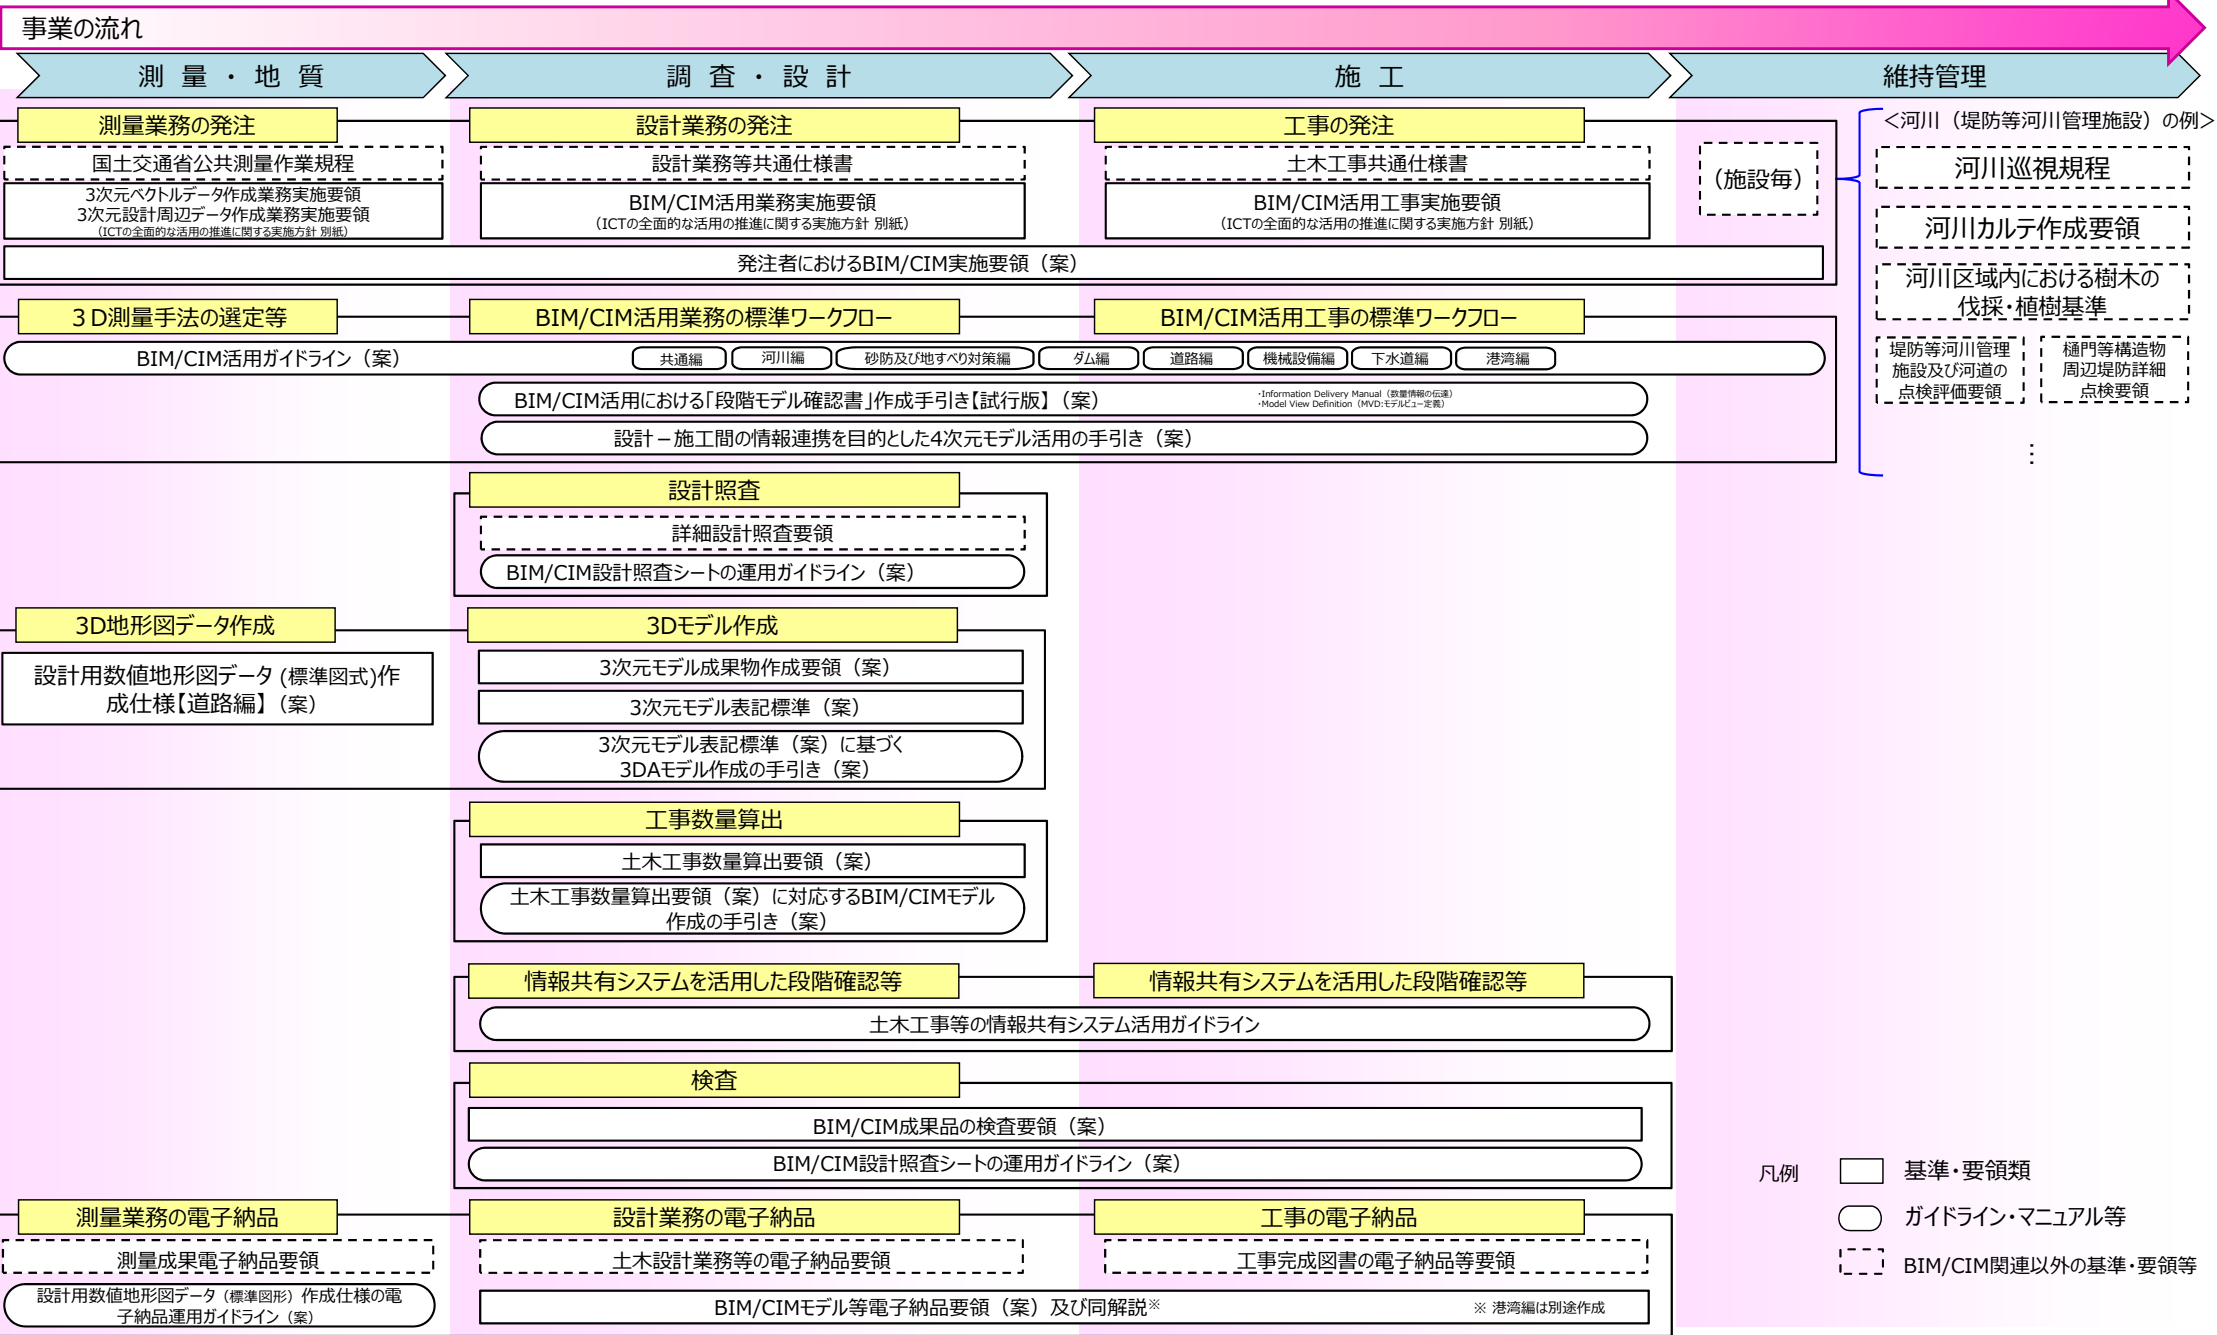 事業の流れ
測量・地質
調査・設計
施工
維持管理
測量業務の発注
設計業務の発注
工事の発注
国土交通省公共測量作業規程
設計業務等共通仕様書
土木工事共通仕様書
3次元ベクトルデータ作成業務実施要領
3次元設計周辺データ作成業務実施要領
(ICTの全面的な活用の推進に関する実施方針 別紙)
BIM/CIM活用業務実施要領
(ICTの全面的な活用の推進に関する実施方針 別紙)
BIM/CIM活用工事実施要領
(ICTの全面的な活用の推進に関する実施方針 別紙)
発注者におけるBIM/CIM実施要領（案）
（施設毎）
<河川（堤防等河川管理施設）の例>
河川巡視規程
河川カルテ作成要領
河川区域内における樹木の
伐採・植樹基準
堤防等河川管理
施設及び河道の
点検評価要領
樋門等構造物
周辺堤防詳細
点検要領
⋮
３D測量手法の選定等
BIM/CIM活用業務の標準ワークフロー
BIM/CIM活用工事の標準ワークフロー
BIM/CIM活用ガイドライン（案）
共通編
河川編
砂防及び地すべり対策編
ダム編
道路編
機械設備編
下水道編
港湾編
BIM/CIM活用における「段階モデル確認書」作成手引き【試行版】（案）
・Information Delivery Manual（数量情報の伝達）
・Model View Definition（MVD:モデルビュー定義）
設計－施工間の情報連携を目的とした4次元モデル活用の手引き（案）
設計照査
詳細設計照査要領
BIM/CIM設計照査シートの運用ガイドライン（案）
3D地形図データ作成
3Dモデル作成
設計用数値地形図データ(標準図式)作
成仕様【道路編】（案）
3次元モデル成果物作成要領（案）
3次元モデル表記標準（案）
3次元モデル表記標準（案）に基づく
3DAモデル作成の手引き（案）
工事数量算出
土木工事数量算出要領（案）
土木工事数量算出要領（案）に対応するBIM/CIMモデル
作成の手引き（案）
情報共有システムを活用した段階確認等
情報共有システムを活用した段階確認等
土木工事等の情報共有システム活用ガイドライン
検査
BIM/CIM成果品の検査要領（案）
BIM/CIM設計照査シートの運用ガイドライン（案）
測量業務の電子納品
設計業務の電子納品
工事の電子納品
測量成果電子納品要領
土木設計業務等の電子納品要領
工事完成図書の電子納品等要領
設計用数値地形図データ（標準図形）作成仕様の電
子納品運用ガイドライン（案）
BIM/CIMモデル等電子納品要領（案）及び同解説※
※ 港湾編は別途作成
凡例
基準・要領類
ガイドライン・マニュアル等
BIM/CIM関連以外の基準・要領等